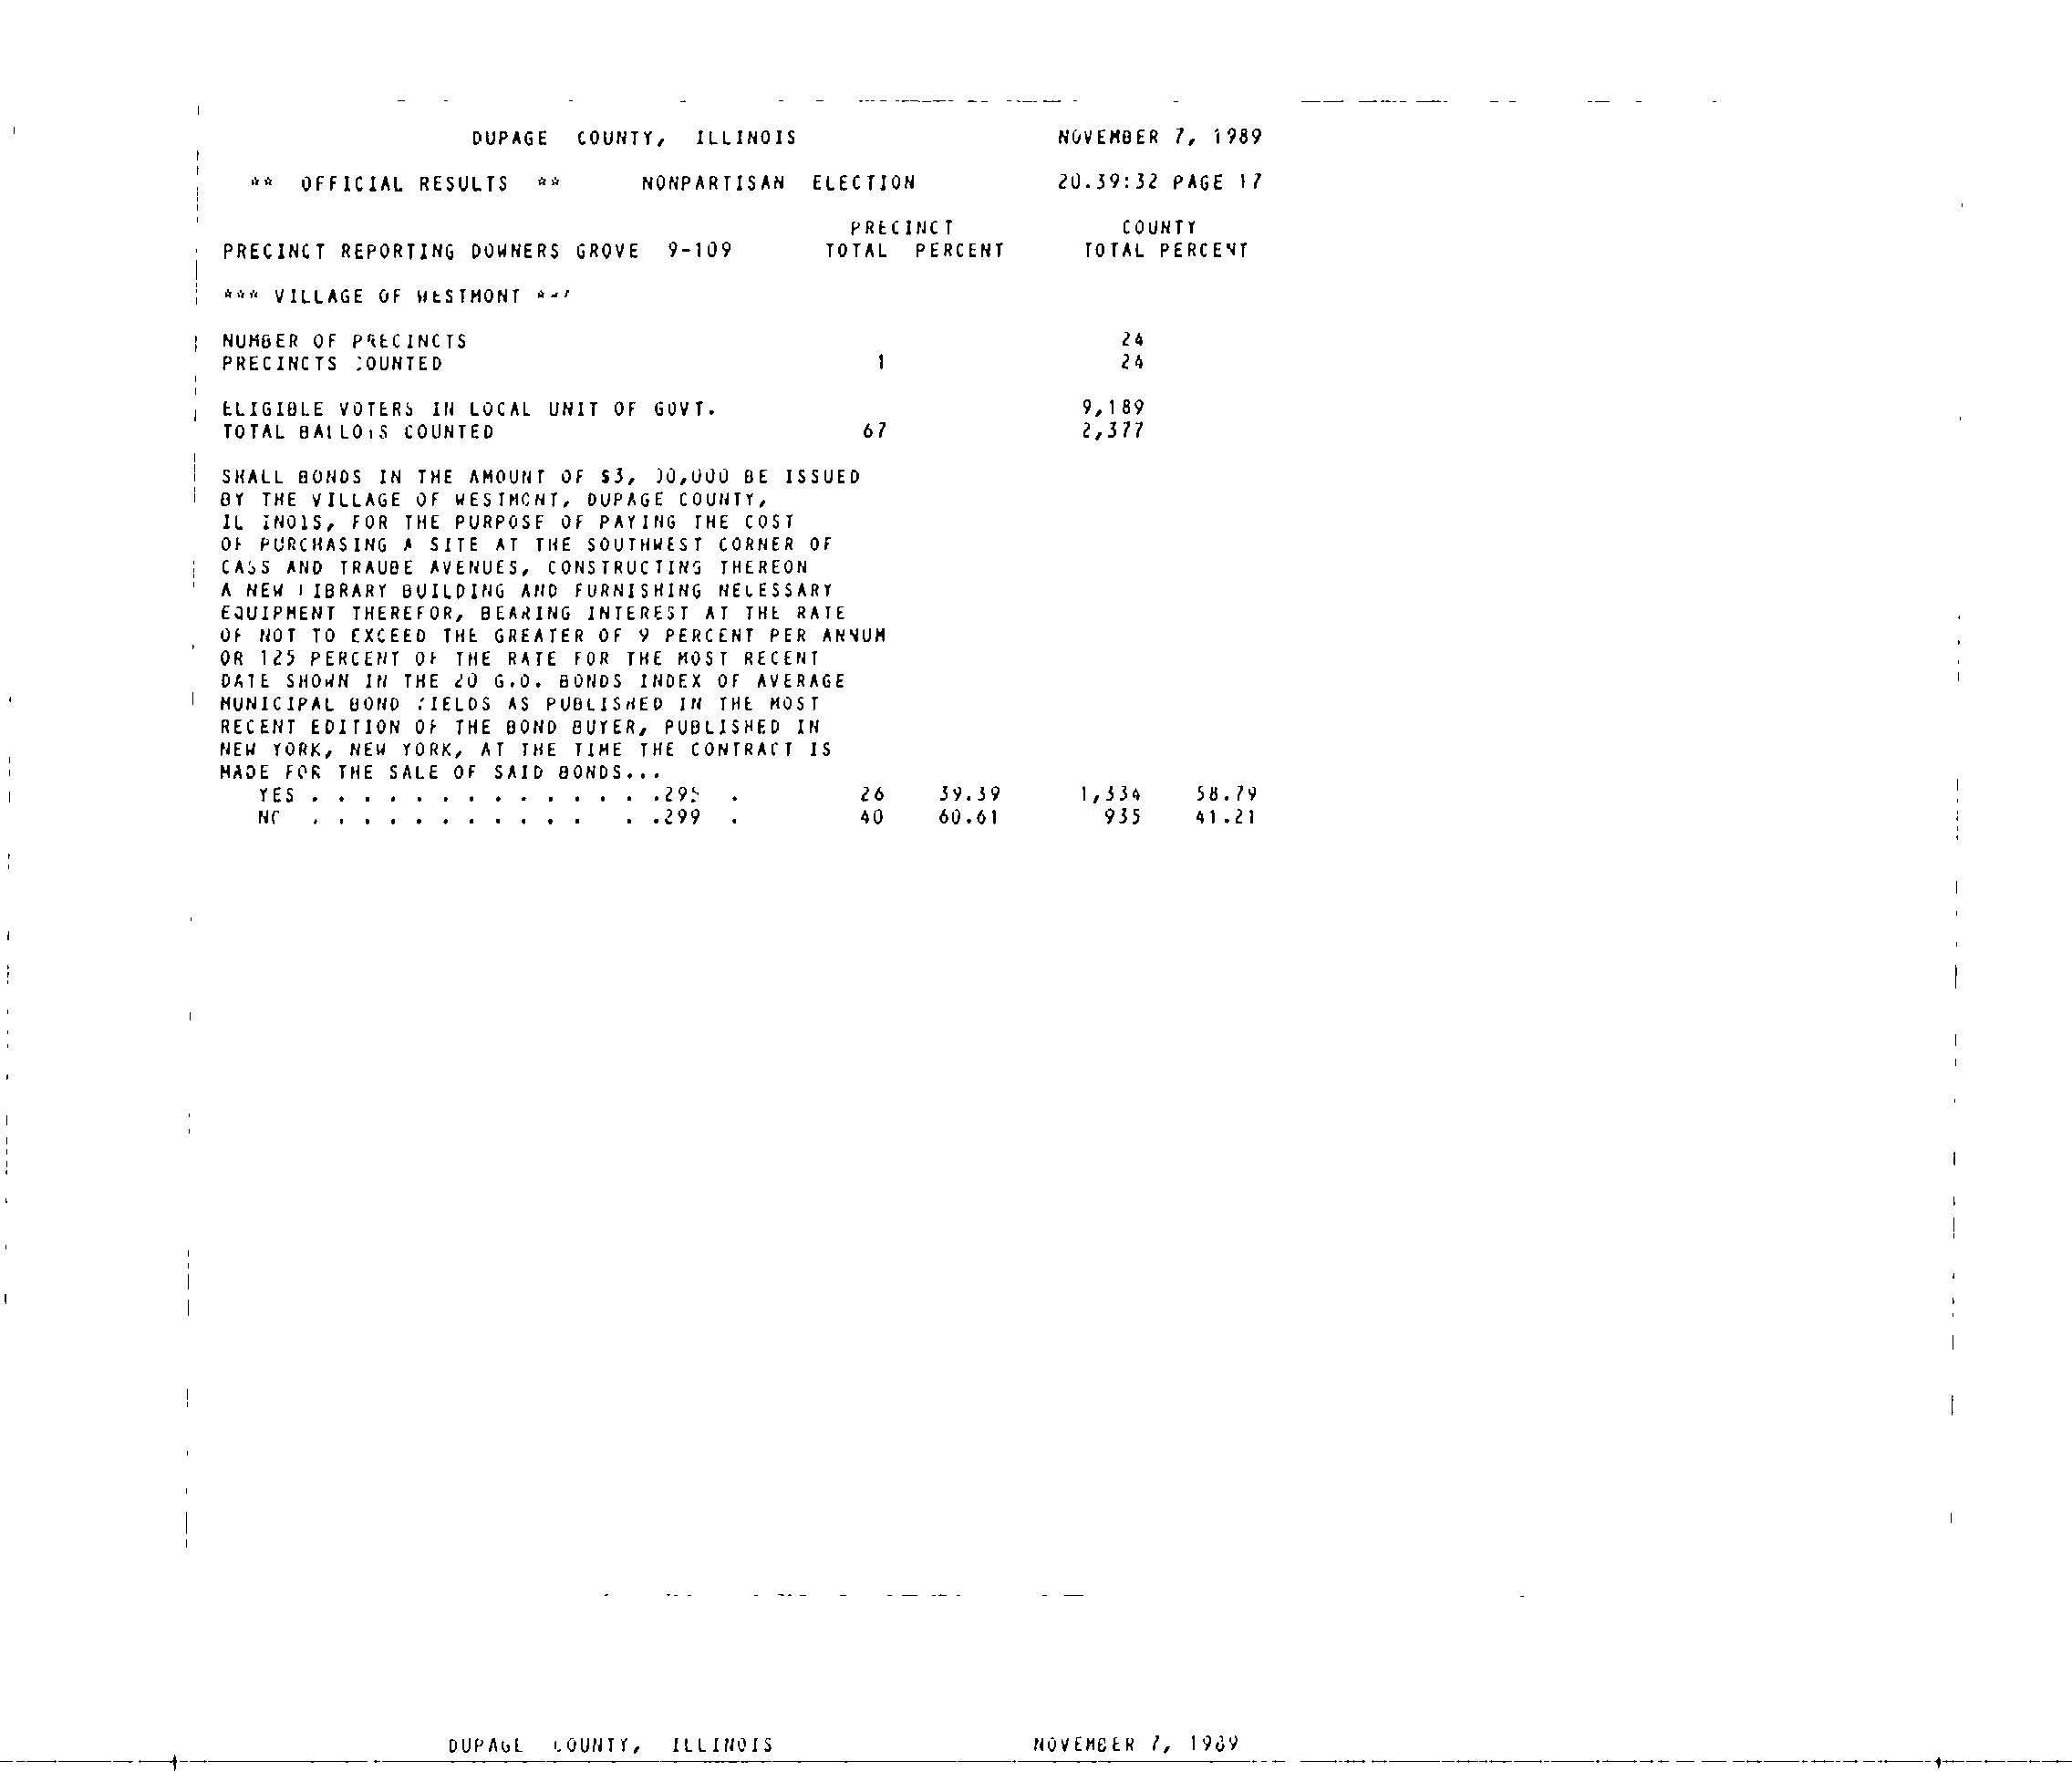 DUPAGE COUNTY, ILLINOIS NOVEMBER 7, 1989
** OFFICIAL RESULTS ** NONPARTISAN ELECTION 20.39:32 PAGE 17
PRECINCT COUNTY
PRECINCT REPORTING DOWNERS GROVE 9-109 TOTAL PERCENT TOTAL PERCENT
*** VILLAGE OF WESTMONT ***
NUMBER OF PRECINCTS 24
PRECINCTS COUNTED 1 24
ELIGIBLE VOTERS IN LOCAL UNIT OF GOVT. 9,189
TOTAL BALLOTS COUNTED 67 2,377
SHALL BONDS IN THE AMOUNT OF BE ISSUED
BY THE VILLAGE OF WESTMONT, DUPAGE COUNTY,
ILLINOIS, FOR THE PURPOSE OF PAYING THE COST
OF PURCHASING A SITE AT THE SOUTHWEST CORNER OF
CASS AND TRAUBE AVENUES, CONSTRUCTING THEREON
A NEW LIBRARY BUILDING AND FURNISHING NECESSARY
EQUIPMENT THEREFOR, BEARING INTEREST AT THE RATE
OF NOT TO EXCEED THE GREATER OF 9 PERCENT PER ANNUM
OR 125 PERCENT OF THE RATE FOR THE MOST RECENT
DATE SHOWN IN THE 20 G.O. BONDS INDEX OF AVERAGE
MUNICIPAL BOND YIELDS AS PUBLISHED IN THE MOST
RECENT EDITION OF THE BOND BUYER, PUBLISHED IN
NEW YORK, NEW YORK, AT THE TIME THE CONTRACT IS
MADE FOR THE SALE OF SAID BONDS...
YES . . . . . . . . . . . . . .295 . 26 39.39 1,334 58.79
NO . . . . . . . . . . . . . .299 . 40 60.61 935 41.21
DUPAGE COUNTY, ILLINOIS NOVEMBER 7, 1989